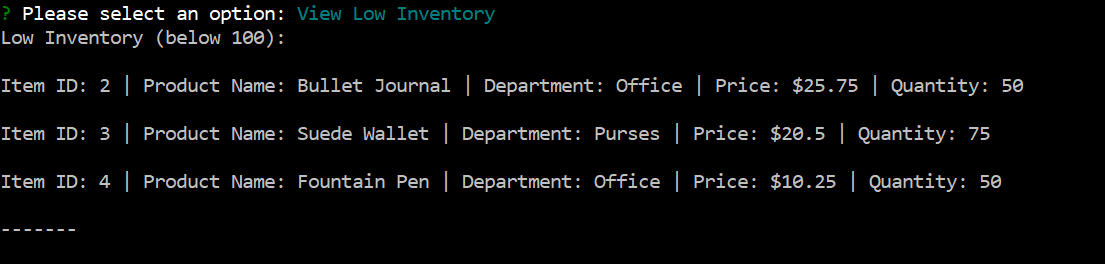 ? Please select an option: View Low Inventory
Low Inventory (below 100):
Item ID: 2 | Product Name: Bullet Journal | Department: Office | Price: $25.75 | Quantity: 50
Item ID: 3 | Product Name: Suede Wallet | Department: Purses | Price: $20.5 | Quantity: 75
Item ID: 4 | Product Name: Fountain Pen | Department: Office | Price: $10.25 | Quantity: 50
-------